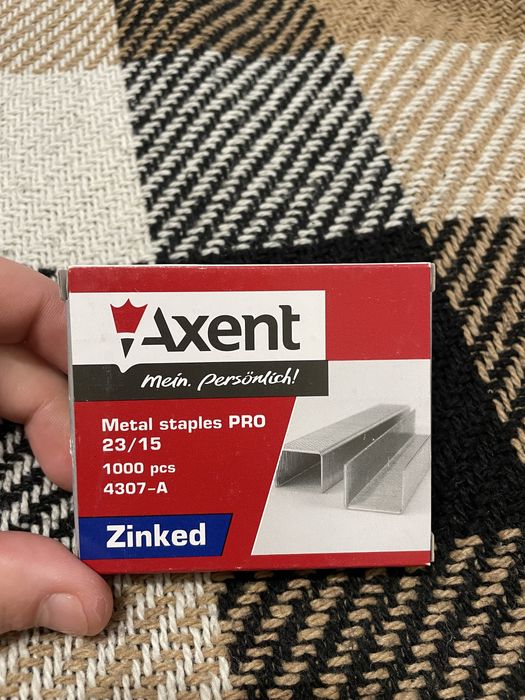 Axent
mein. persönlich!
Metal staples PRO
23/15
1000 pcs
4307-A
Zinked